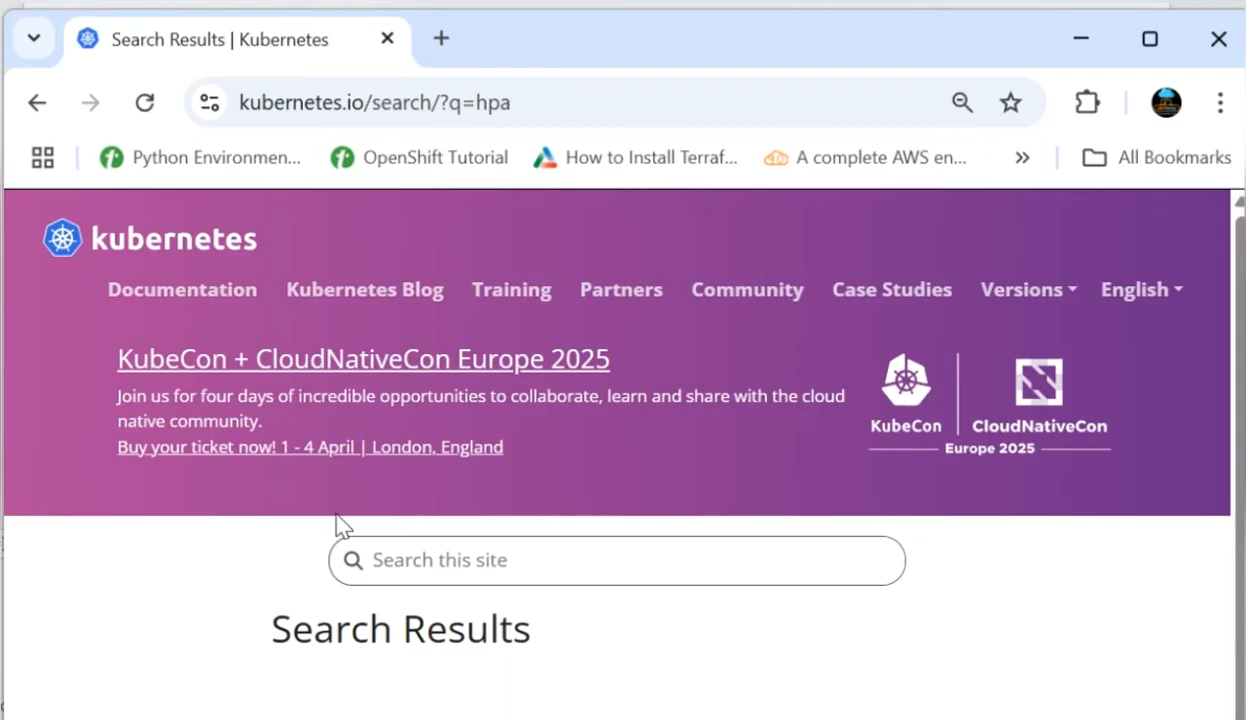 Search Results | Kubernetes
kubernetes.io/search/?q=hpa
Python Environmen... OpenShift Tutorial How to Install Terraf... A complete AWS en... » All Bookmarks
kubernetes
Documentation Kubernetes Blog Training Partners Community Case Studies Versions English
KubeCon + CloudNativeCon Europe 2025
Join us for four days of incredible opportunities to collaborate, learn and share with the cloud
native community.
Buy your ticket now! 1 - 4 April | London, England
KubeCon CloudNativeCon
Europe 2025
Search this site
Search Results